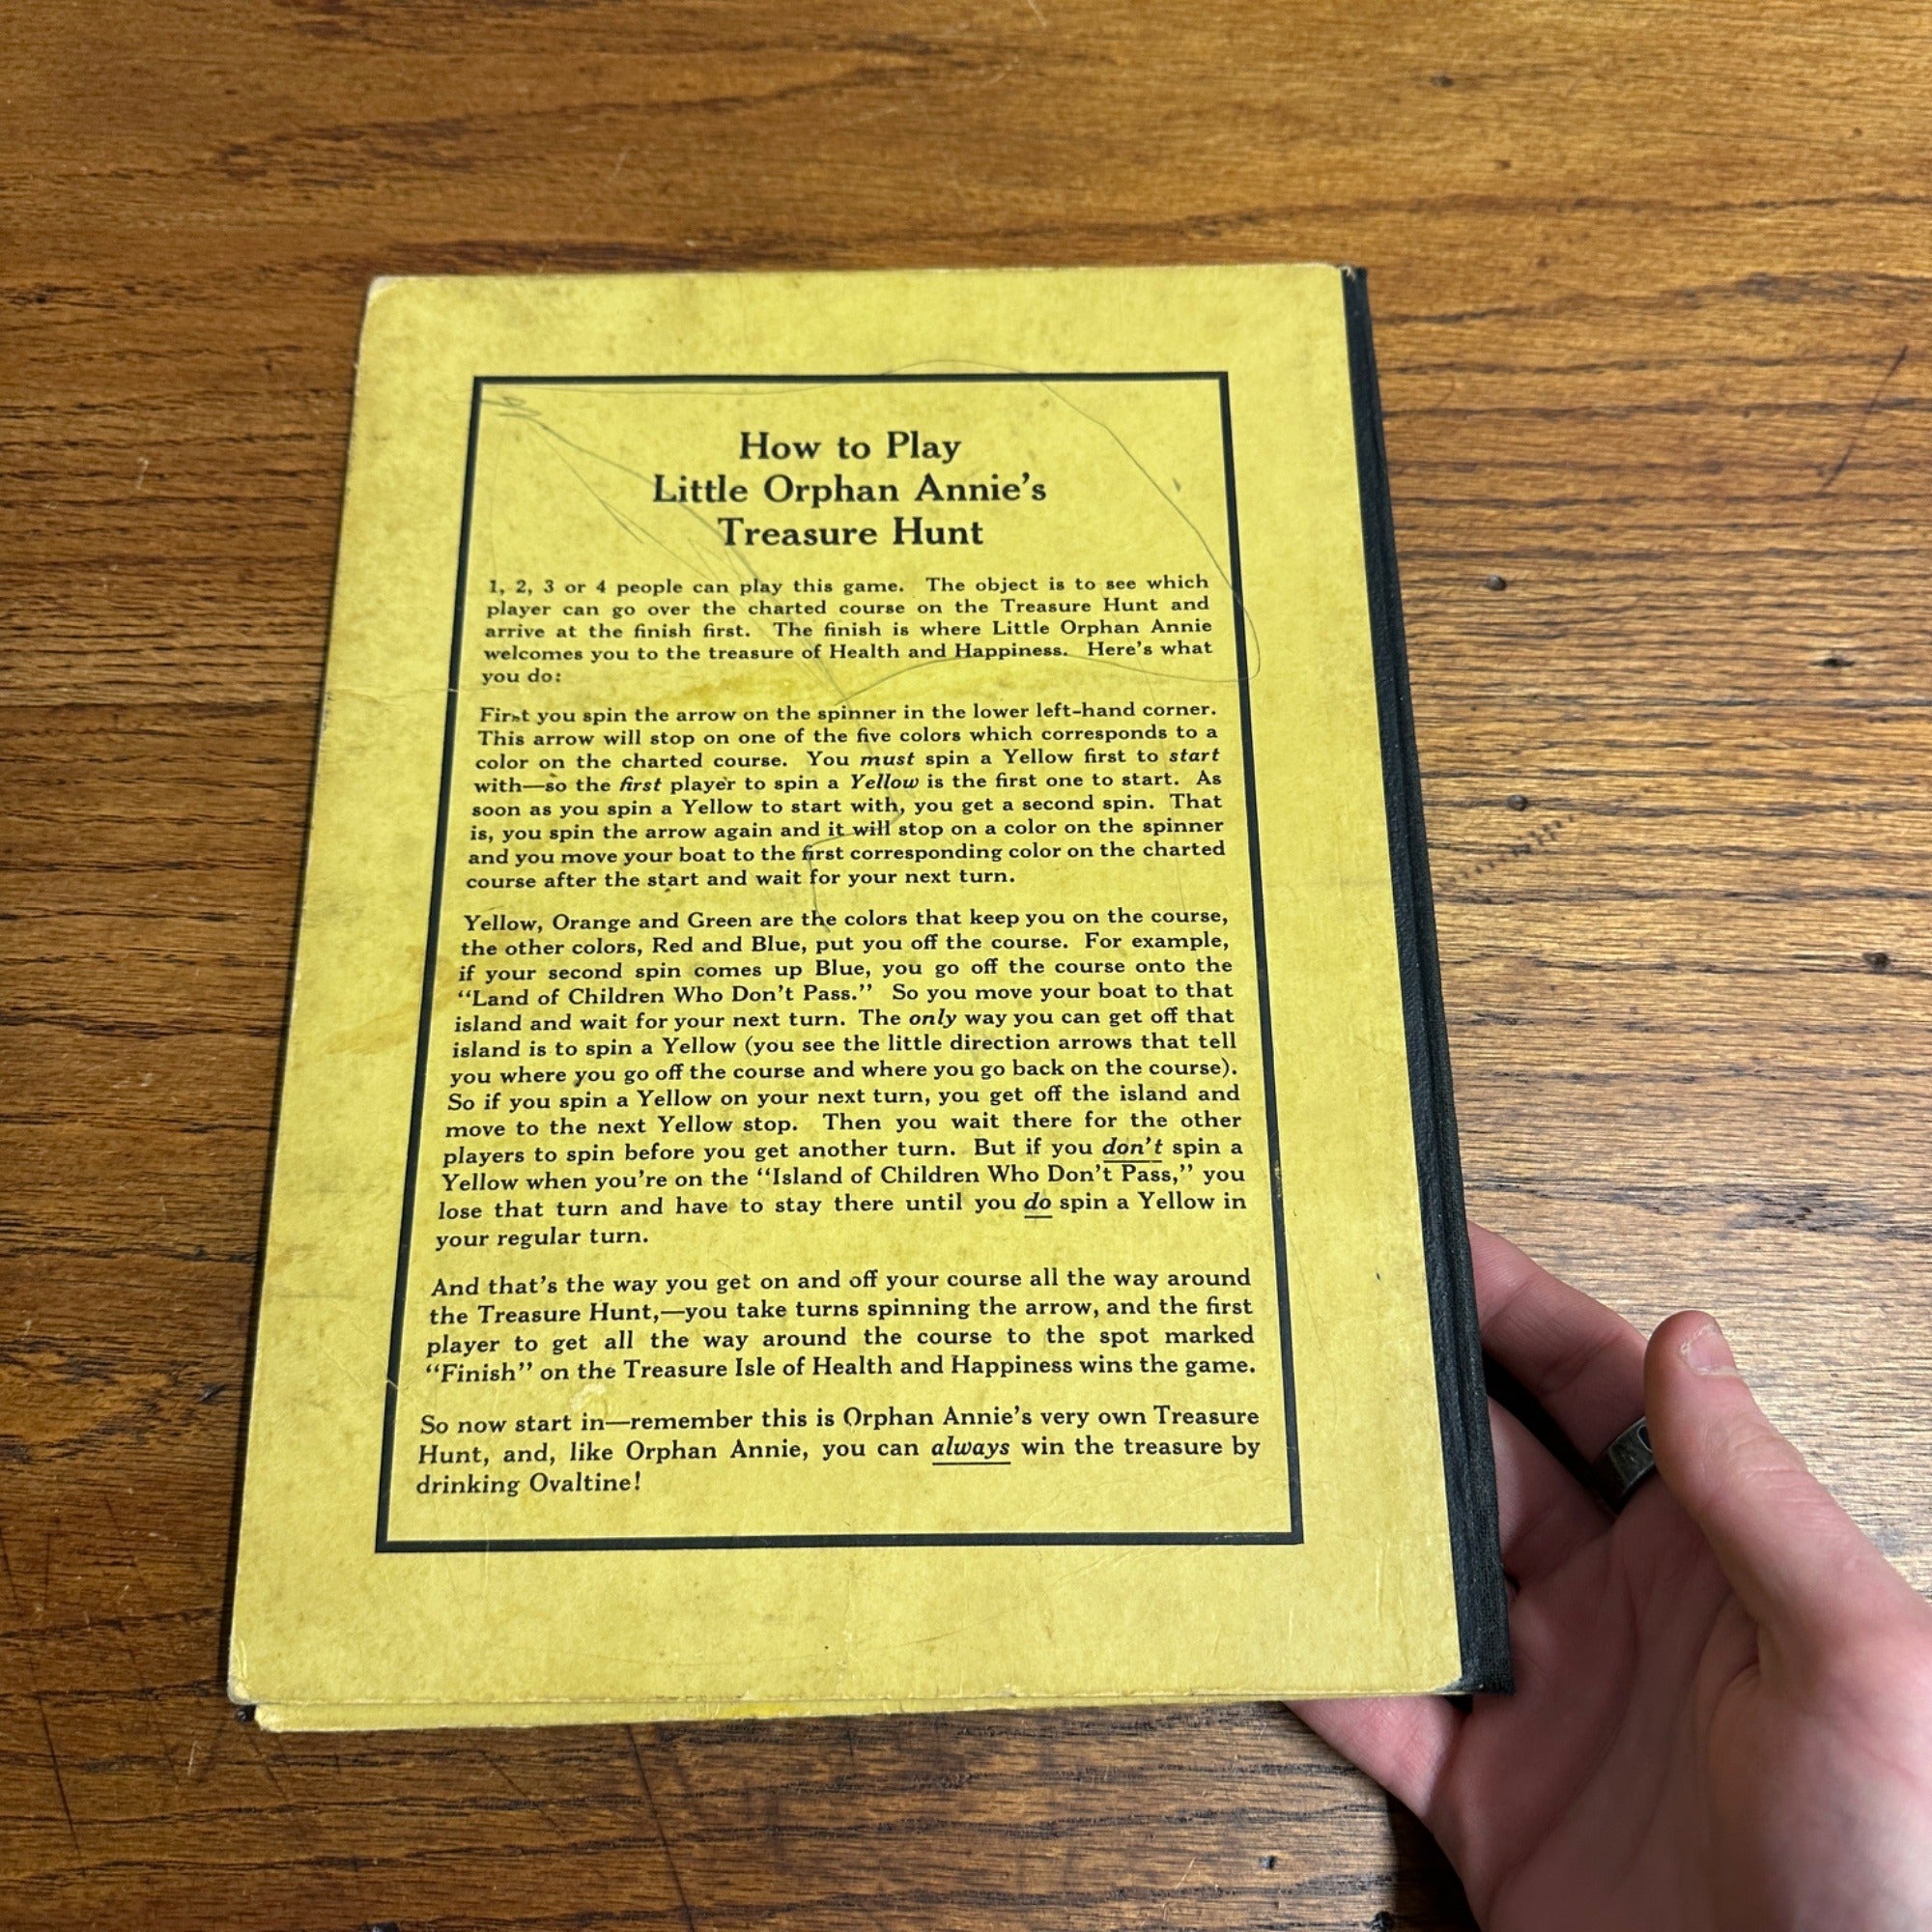 How to Play
Little Orphan Annie's
Treasure Hunt
1, 2, 3 or 4 people can play this game. The object is to see which
player can go over the charted course on the Treasure Hunt and
arrive at the finish first. The finish is where Little Orphan Annie
welcomes you to the treasure of Health and Happiness. Here's what
you do:
First you spin the arrow on the spinner in the lower left-hand corner.
This arrow will stop on one of the five colors which corresponds to a
color on the charted course. You must spin a Yellow first to start
with—so the first player to spin a Yellow is the first one to start. As
soon as you spin a Yellow to start with, you get a second spin. That
is, you spin the arrow again and it will stop on a color on the spinner
and you move your boat to the first corresponding color on the charted
course after the start and wait for your next turn.
Yellow, Orange and Green are the colors that keep you on the course,
the other colors, Red and Blue, put you off the course. For example,
if your second spin comes up Blue, you go off the course onto the
"Land of Children Who Don't Pass." So you move your boat to that
island and wait for your next turn. The only way you can get off that
island is to spin a Yellow (you see the little direction arrows that tell
you where you go off the course and where you go back on the course).
So if you spin a Yellow on your next turn, you get off the island and
move to the next Yellow stop. Then you wait there for the other
players to spin before you get another turn. But if you don't spin a
Yellow when you're on the "Island of Children Who Don't Pass," you
lose that turn and have to stay there until you do spin a Yellow in
your regular turn.
And that's the way you get on and off your course all the way around
the Treasure Hunt,—you take turns spinning the arrow, and the first
player to get all the way around the course to the spot marked
"Finish" on the Treasure Isle of Health and Happiness wins the game.
So now start in—remember this is Orphan Annie's very own Treasure
Hunt, and, like Orphan Annie, you can always win the treasure by
drinking Ovaltine!